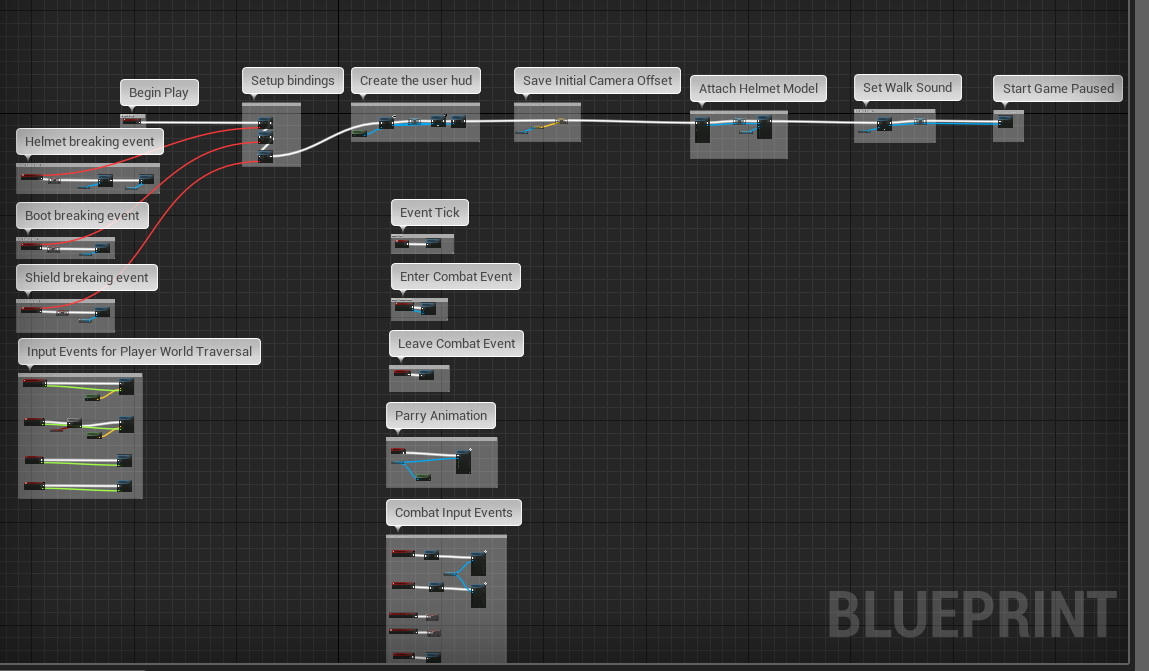 Begin Play
Setup bindings
Create the user hud
Save Initial Camera Offset
Attach Helmet Model
Set Walk Sound
Start Game Paused
Helmet breaking event
Boot breaking event
Shield brekaing event
Input Events for Player World Traversal
Event Tick
Enter Combat Event
Leave Combat Event
Parry Animation
Combat Input Events
BLUEPRINT